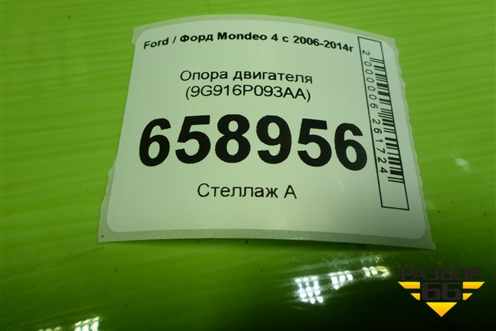 Ford / Форд Mondeo 4 с 2006-2014г
Опора двигателя
(9G916P093AA)
658956
Стеллаж А
2000006261724
РАЗБОР
66